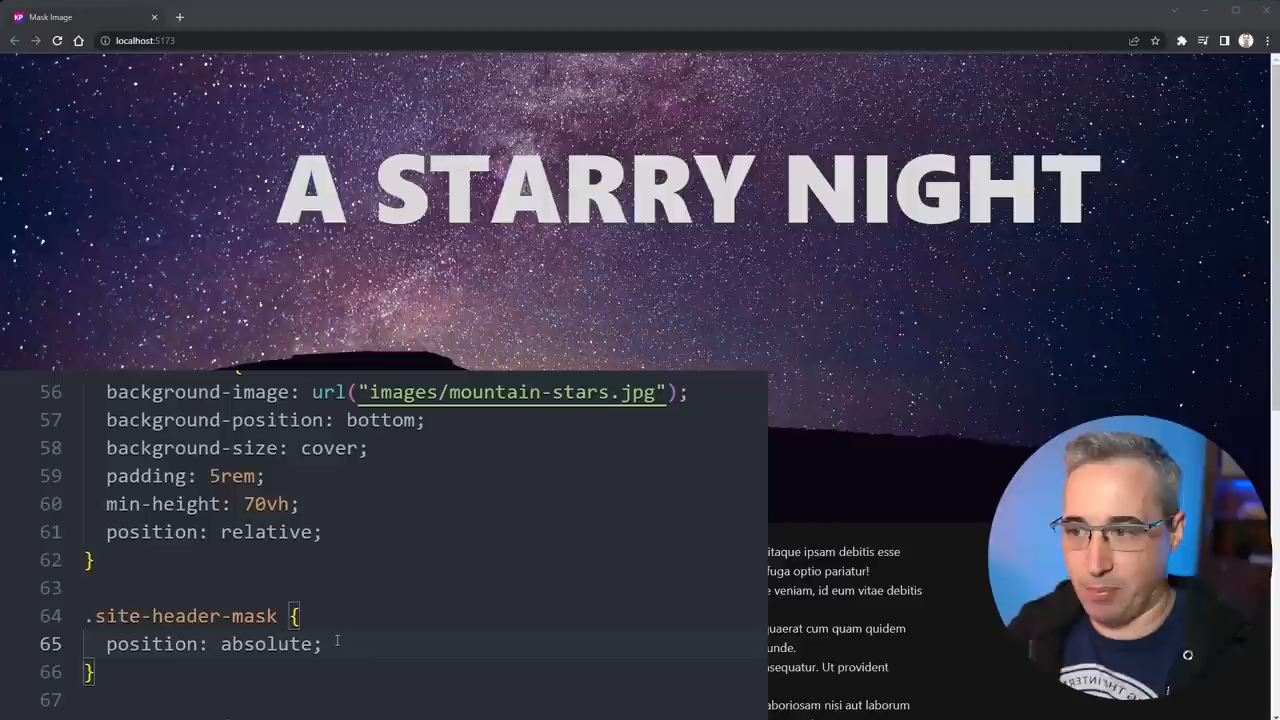 KP Mask Image
localhost:5173
A STARRY NIGHT
56 background-image: url("images/mountain-stars.jpg");
57 background-position: bottom;
58 background-size: cover;
59 padding: 5rem;
60 min-height: 70vh;
61 position: relative;
62 }
63
64 .site-header-mask {
65 position: absolute;
66 }
67
itaque ipsam debitis esse
fuga optio pariatur!
e veniam, id eum vitae debitis
quaerat cum quam quidem
unde.
nsequatur. Ut provident
aboriosam nisi aut laborum